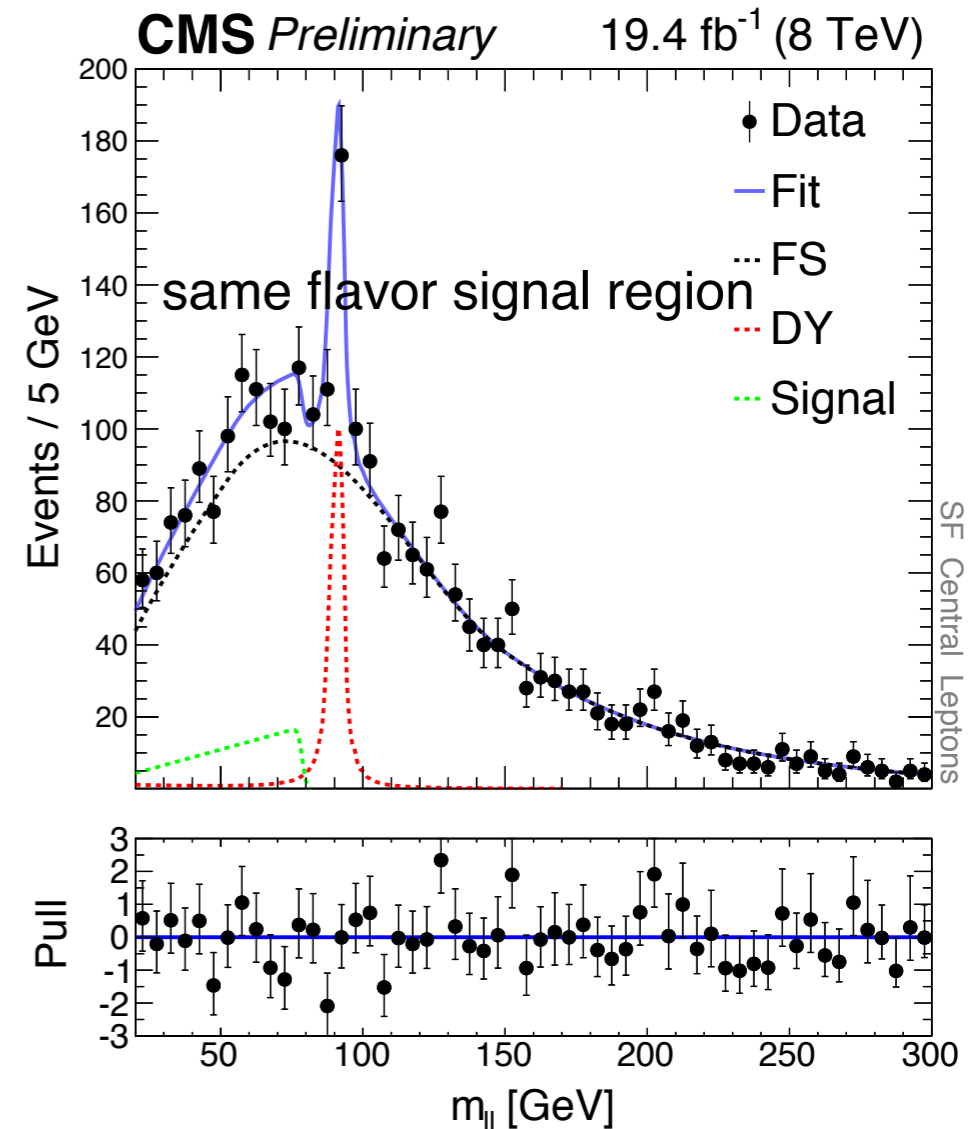 CMS Preliminary 19.4 fb⁻¹ (8 TeV)
200
180
160
140
120
100
80
60
40
20
Events / 5 GeV
Data
Fit
FS
DY
Signal
same flavor signal region
SF Central Leptons
3
2
1
0
-1
-2
-3
Pull
50 100 150 200 250 300
m_ll [GeV]